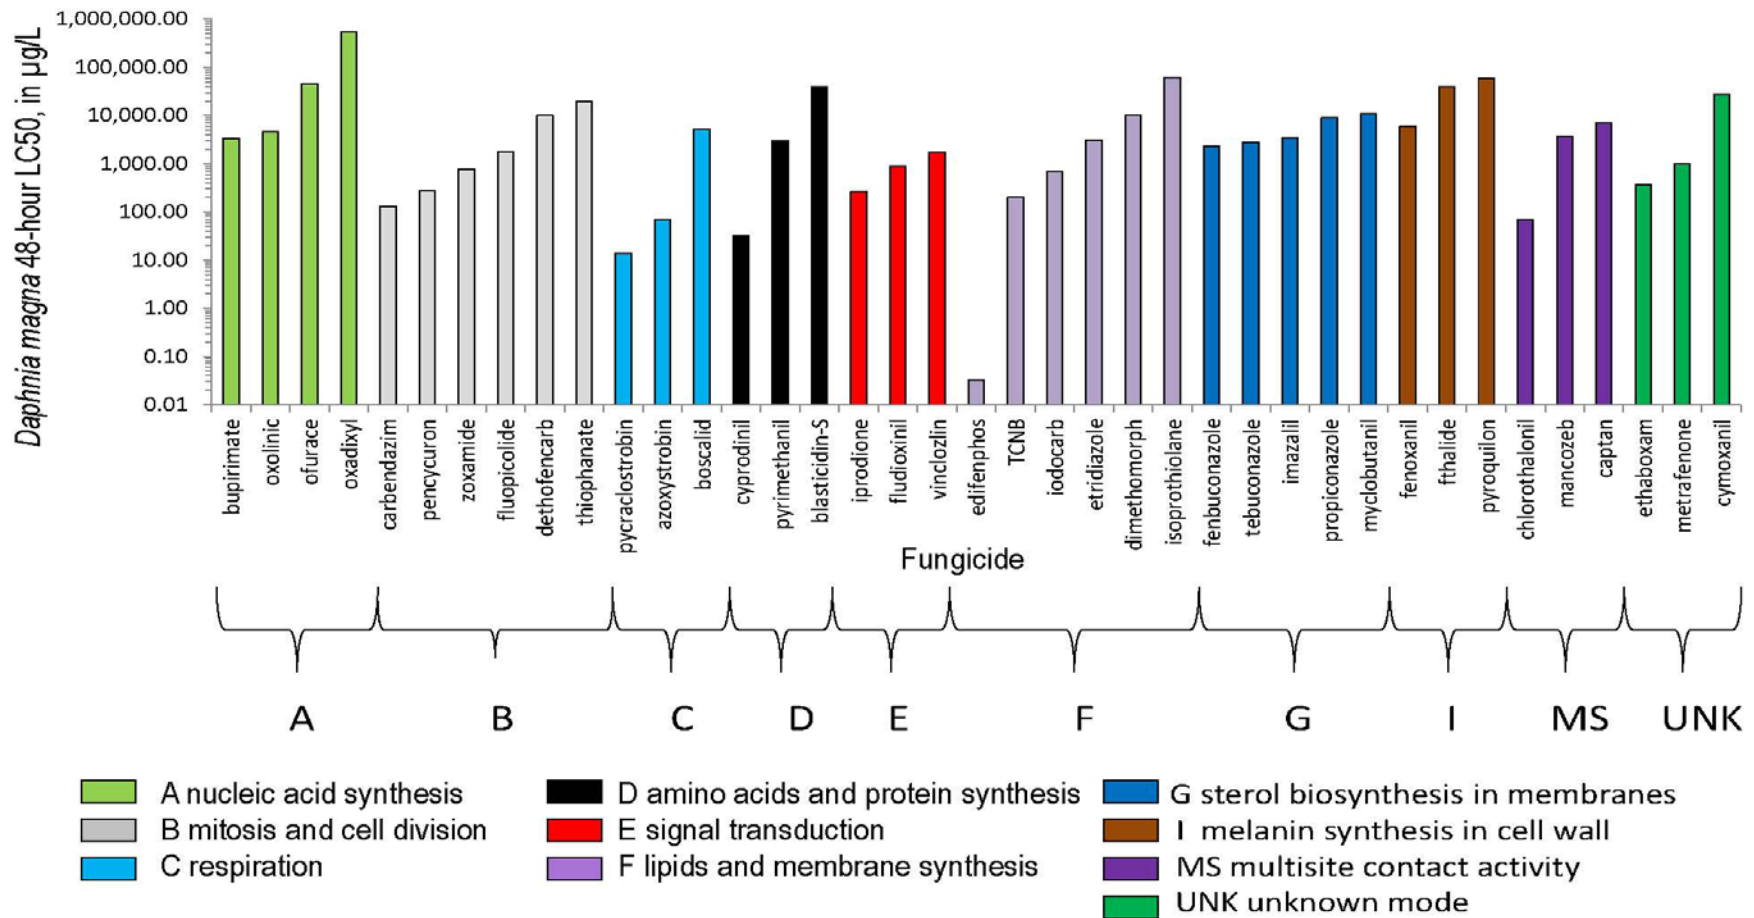 Daphnia magna 48-hour LC50, in µg/L
1,000,000.00
100,000.00
10,000.00
1,000.00
100.00
10.00
1.00
0.10
0.01
bupirimate
oxolinic
ofurace
oxadixyl
carbendazim
pencycuron
zoxamide
fluopicolide
dethofencarb
thiophanate
pycraclostrobin
azoxystrobin
boscalid
cyprodinil
pyrimethanil
blasticidin-S
iprodione
fludioxinil
vinclozlin
edifenphos
TCNB
iodocarb
etridiazole
dimethomorph
isoprothiolane
fenbuconazole
tebuconazole
imazalil
propiconazole
myclobutanil
fenoxanil
fthalide
pyroquilon
chlorothalonil
mancozeb
captan
ethaboxam
metrafenone
cymoxanil
Fungicide
A B C D E F G I MS UNK
A nucleic acid synthesis
B mitosis and cell division
C respiration
D amino acids and protein synthesis
E signal transduction
F lipids and membrane synthesis
G sterol biosynthesis in membranes
I melanin synthesis in cell wall
MS multisite contact activity
UNK unknown mode